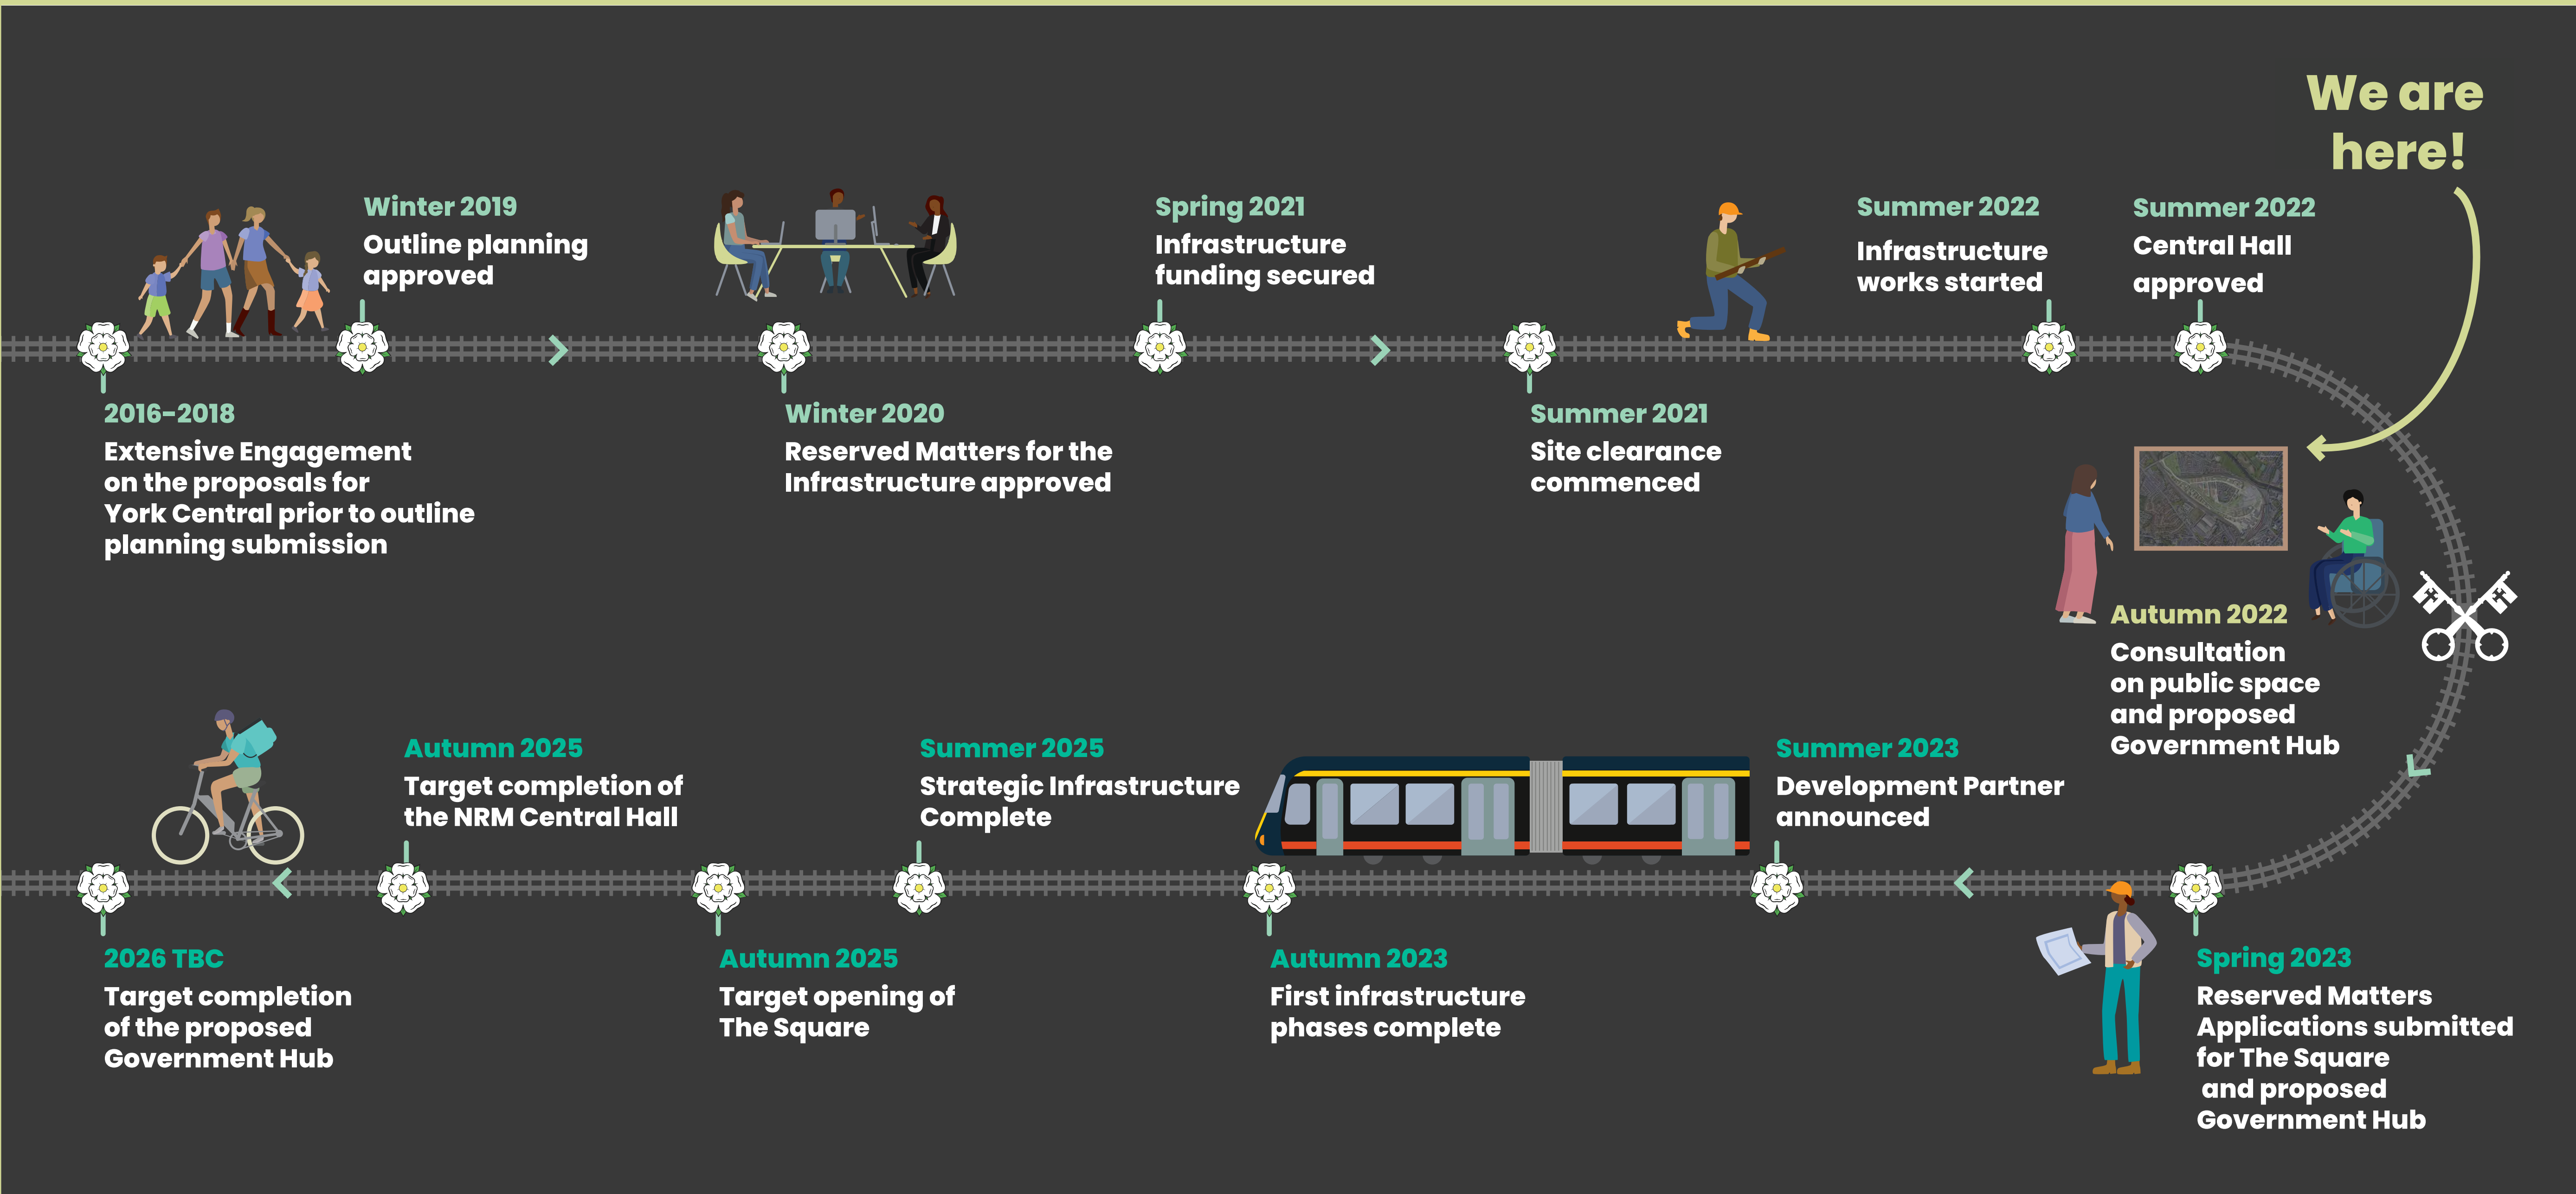 We are
here!
2016-2018
Extensive Engagement
on the proposals for
York Central prior to outline
planning submission
Winter 2019
Outline planning
approved
Winter 2020
Reserved Matters for the
Infrastructure approved
Spring 2021
Infrastructure
funding secured
Summer 2021
Site clearance
commenced
Summer 2022
Infrastructure
works started
Summer 2022
Central Hall
approved
Autumn 2022
Consultation
on public space
and proposed
Government Hub
Spring 2023
Reserved Matters
Applications submitted
for The Square
and proposed
Government Hub
Summer 2023
Development Partner
announced
Autumn 2023
First infrastructure
phases complete
Summer 2025
Strategic Infrastructure
Complete
Autumn 2025
Target opening of
The Square
Autumn 2025
Target completion of
the NRM Central Hall
2026 TBC
Target completion
of the proposed
Government Hub